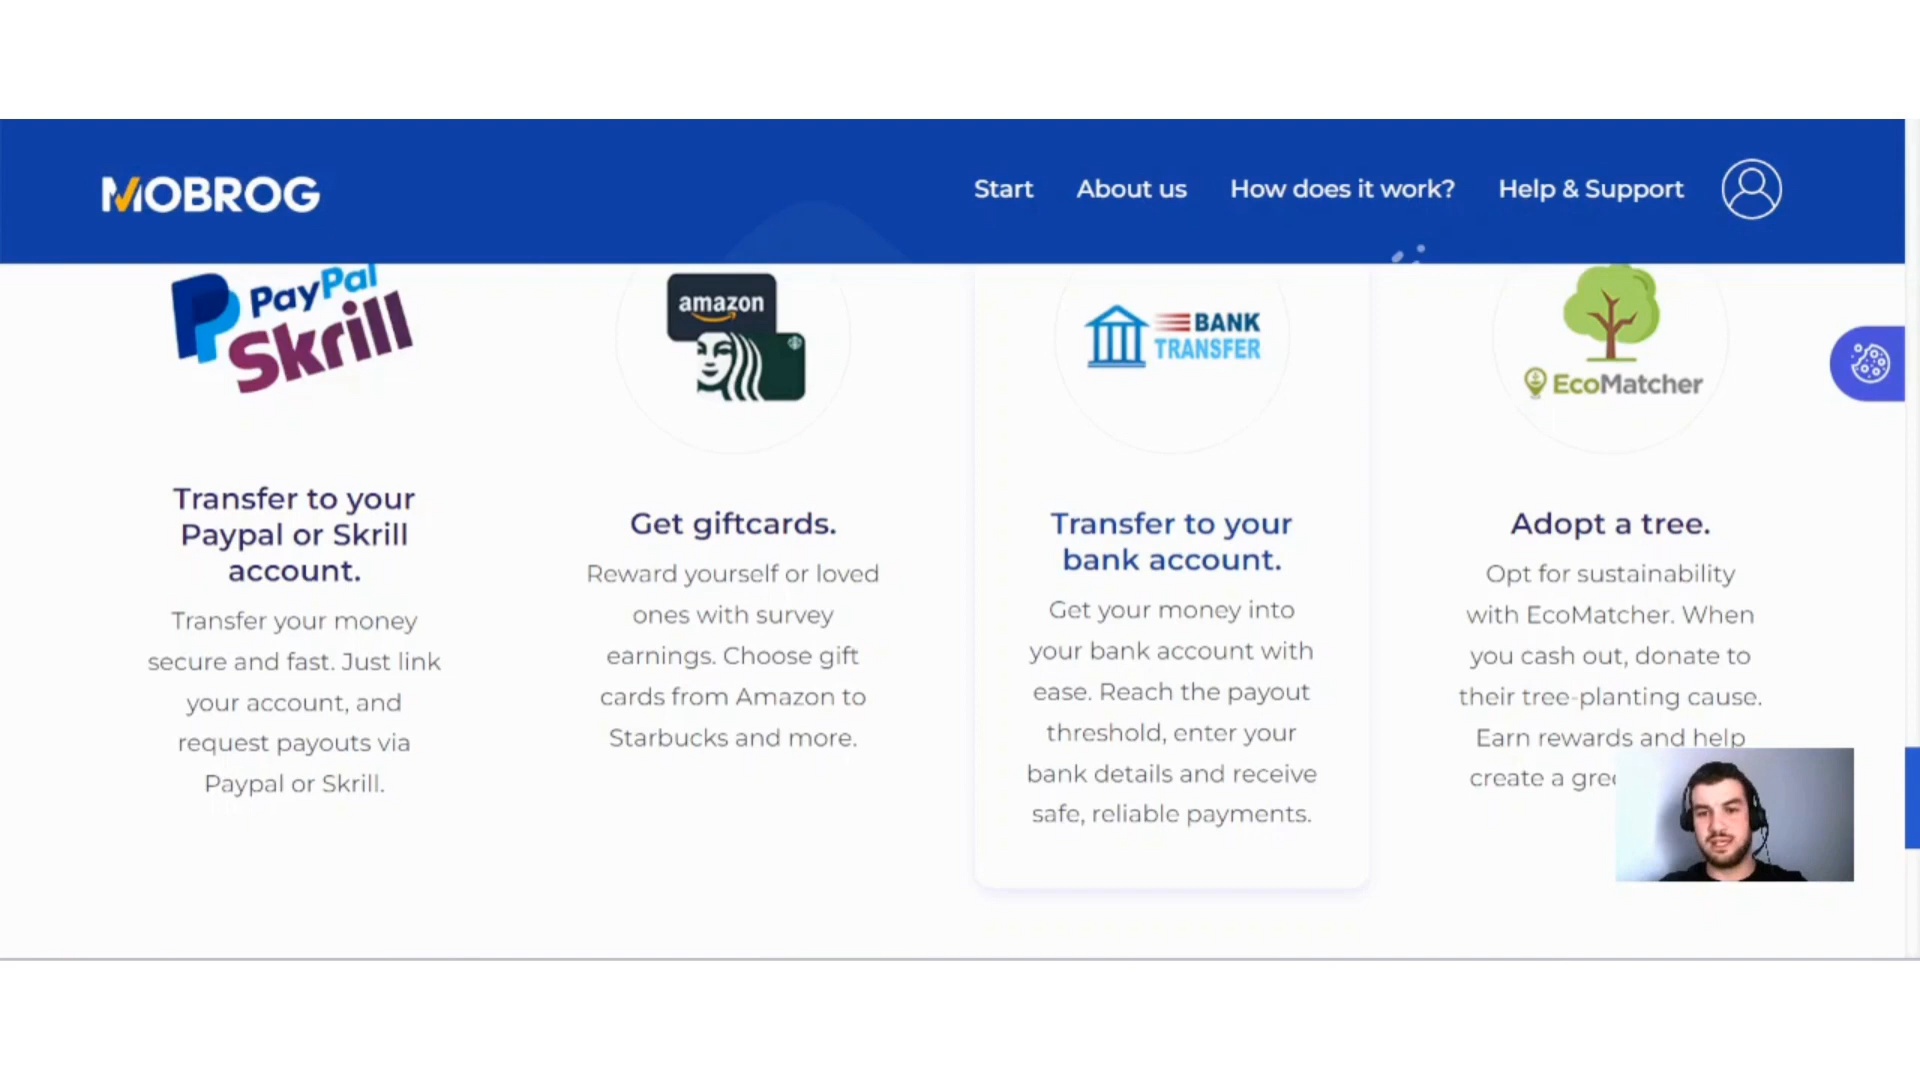 MOBROG
Start
About us
How does it work?
Help & Support
PayPal
Skrill
amazon
BANK
TRANSFER
EcoMatcher
Transfer to your
Paypal or Skrill
account.
Transfer your money
secure and fast. Just link
your account, and
request payouts via
Paypal or Skrill.
Get giftcards.
Reward yourself or loved
ones with survey
earnings. Choose gift
cards from Amazon to
Starbucks and more.
Transfer to your
bank account.
Get your money into
your bank account with
ease. Reach the payout
threshold, enter your
bank details and receive
safe, reliable payments.
Adopt a tree.
Opt for sustainability
with EcoMatcher. When
you cash out, donate to
their tree-planting cause.
Earn rewards and help
create a